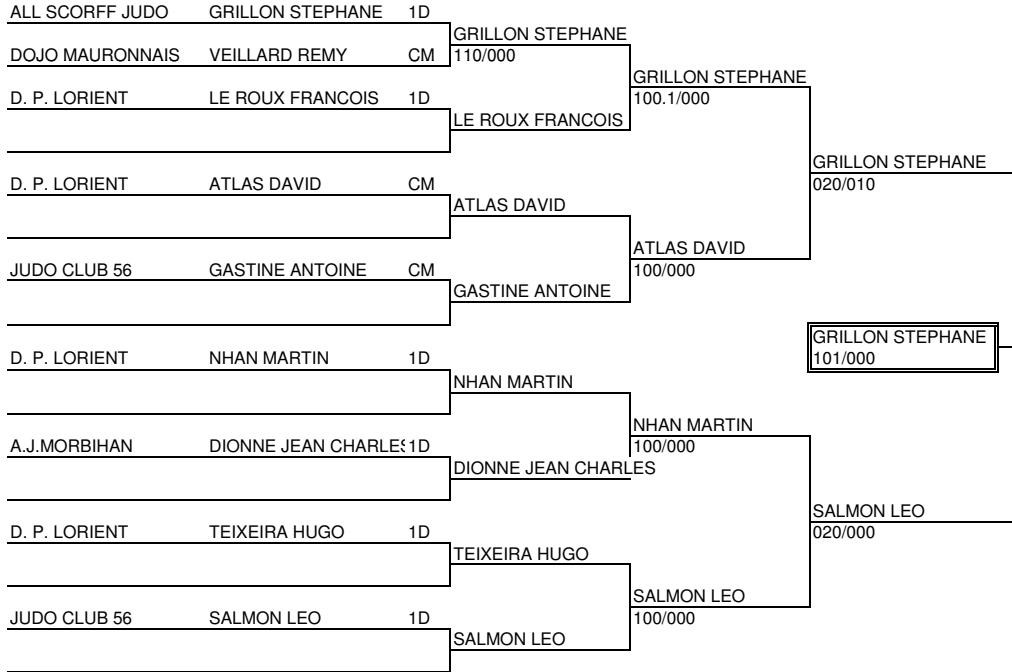 ALL SCORFF JUDO GRILLON STEPHANE 1D
GRILLON STEPHANE
DOJO MAURONNAIS VEILLARD REMY CM 110/000
GRILLON STEPHANE
D. P. LORIENT LE ROUX FRANCOIS 1D 100.1/000
LE ROUX FRANCOIS
GRILLON STEPHANE
D. P. LORIENT ATLAS DAVID CM 020/010
ATLAS DAVID
ATLAS DAVID
JUDO CLUB 56 GASTINE ANTOINE CM 100/000
GASTINE ANTOINE
GRILLON STEPHANE
D. P. LORIENT NHAN MARTIN 1D 101/000
NHAN MARTIN
NHAN MARTIN
A.J.MORBIHAN DIONNE JEAN CHARLES 1D 100/000
DIONNE JEAN CHARLES
SALMON LEO
D. P. LORIENT TEIXEIRA HUGO 1D 020/000
TEIXEIRA HUGO
SALMON LEO
JUDO CLUB 56 SALMON LEO 1D 100/000
SALMON LEO